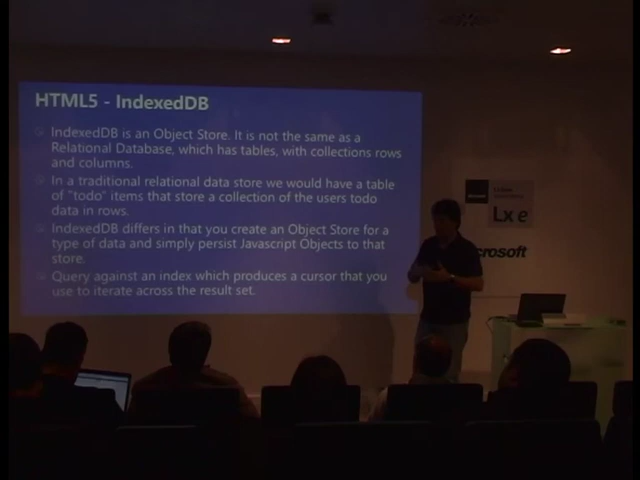 HTML5 - IndexedDB
IndexedDB is an Object Store. It is not the same as a
Relational Database, which has tables, with collections rows
and columns.
In a traditional relational data store we would have a table
of "todo" items that store a collection of the users todo
data in rows.
IndexedDB differs in that you create an Object Store for a
type of data and simply persist Javascript Objects to that
store.
Query against an index which produces a cursor that you
use to iterate across the result set.
Lx e
crosoft